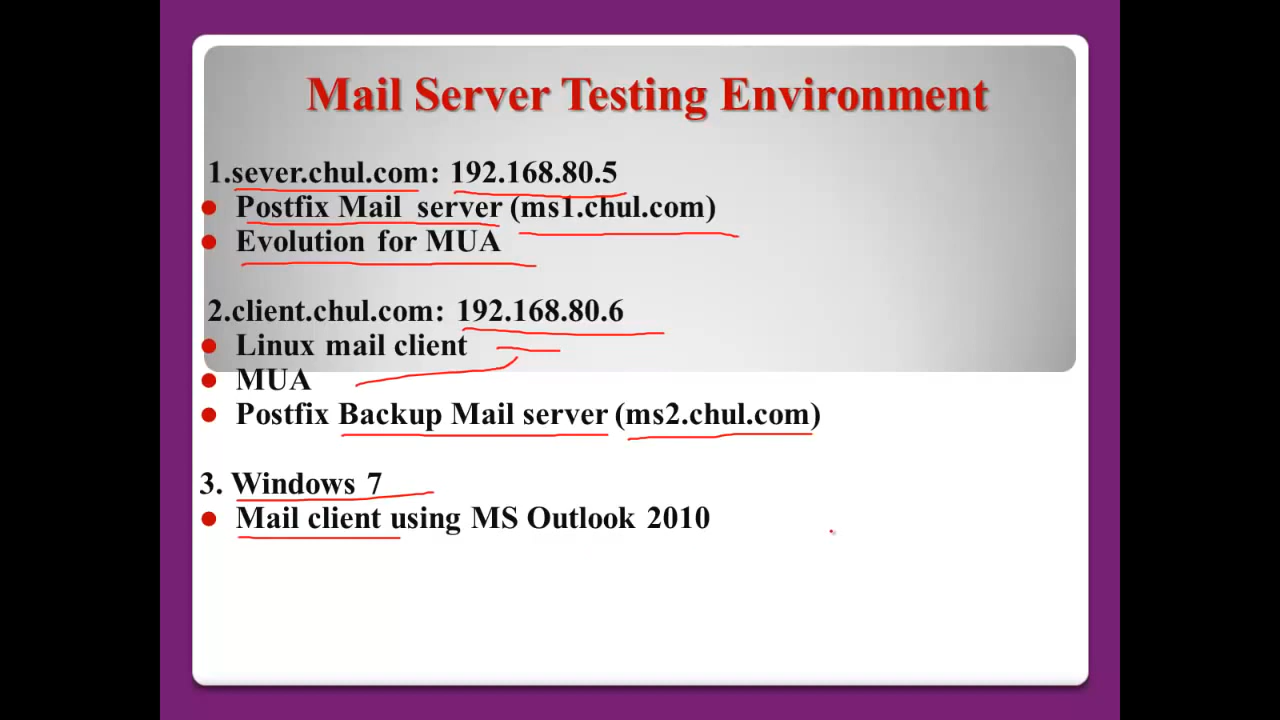 Mail Server Testing Environment
1.sever.chul.com: 192.168.80.5
● Postfix Mail server (ms1.chul.com)
● Evolution for MUA
2.client.chul.com: 192.168.80.6
● Linux mail client
● MUA
● Postfix Backup Mail server (ms2.chul.com)
3. Windows 7
● Mail client using MS Outlook 2010